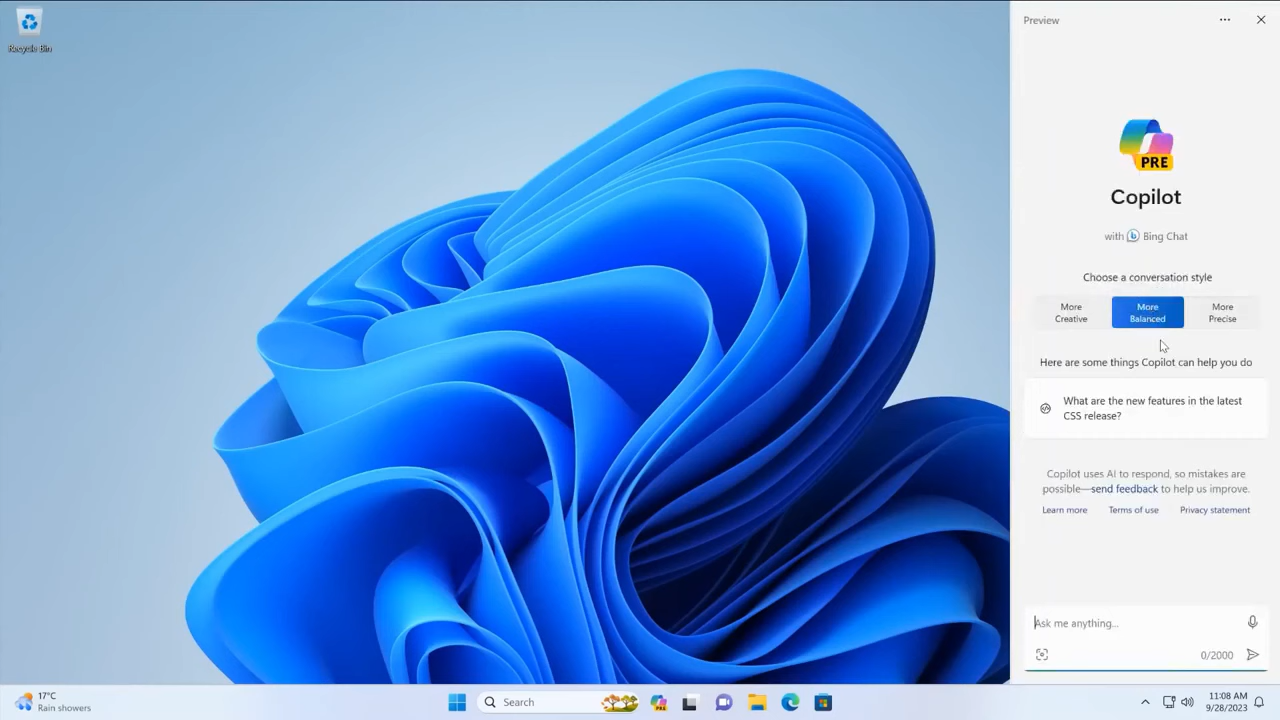 Recycle Bin
Preview
PRE
Copilot
with b Bing Chat
Choose a conversation style
More Creative
More Balanced
More Precise
Here are some things Copilot can help you do
What are the new features in the latest
CSS release?
Copilot uses AI to respond, so mistakes are
possible—send feedback to help us improve.
Learn more Terms of use Privacy statement
Ask me anything...
0/2000
17°C
Rain showers
Search
PRE
11:08 AM
9/28/2023